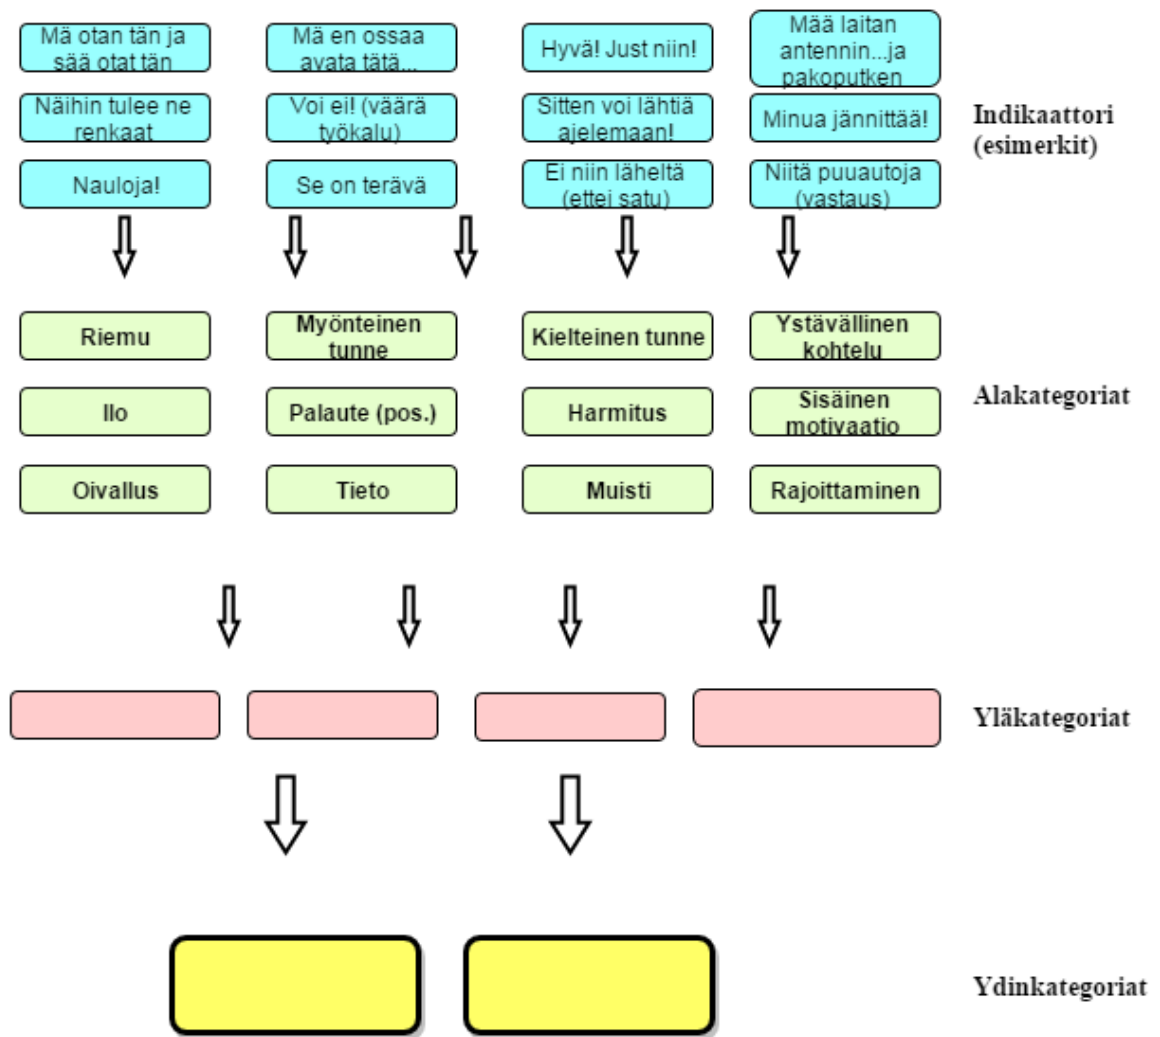 Mä otan tän ja
sää otat tän
Mä en ossaa
avata tätä...
Hyvä! Just niin!
Mää laitan
antennin...ja
pakoputken
Näihin tulee ne
renkaat
Voi ei! (väärä
työkalu)
Sitten voi lähtiä
ajelemaan!
Minua jännittää!
Indikaattori
(esimerkit)
Nauloja!
Se on terävä
Ei niin läheltä
(ettei satu)
Niitä puuautoja
(vastaus)
Riemu
Myönteinen
tunne
Kielteinen tunne
Ystävällinen
kohtelu
Ilo
Palaute (pos.)
Harmitus
Sisäinen
motivaatio
Alakategoriat
Oivallus
Tieto
Muisti
Rajoittaminen
Yläkategoriat
Ydinkategoriat